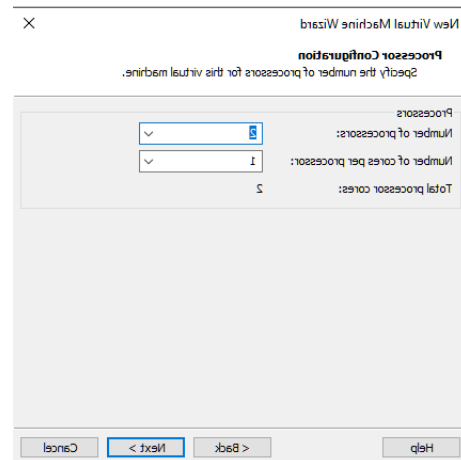 New Virtual Machine Wizard
Processor Configuration
Specify the number of processors for this virtual machine.
Processors
Number of processors: 2
Number of cores per processor: 1
Total processor cores: 2
Help < Back Next > Cancel